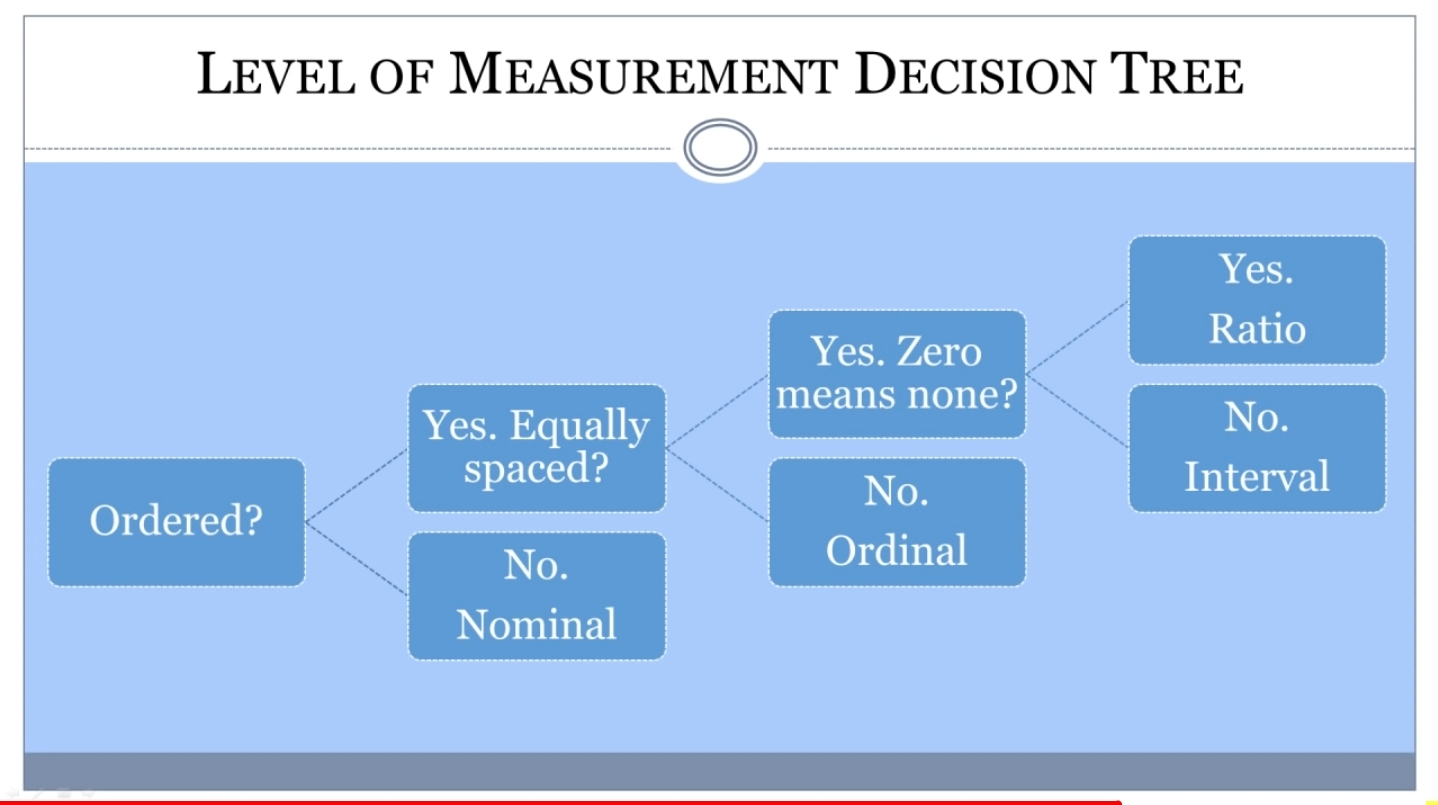 LEVEL OF MEASUREMENT DECISION TREE
Ordered?
Yes. Equally
spaced?
No.
Nominal
Yes. Zero
means none?
No.
Ordinal
Yes.
Ratio
No.
Interval